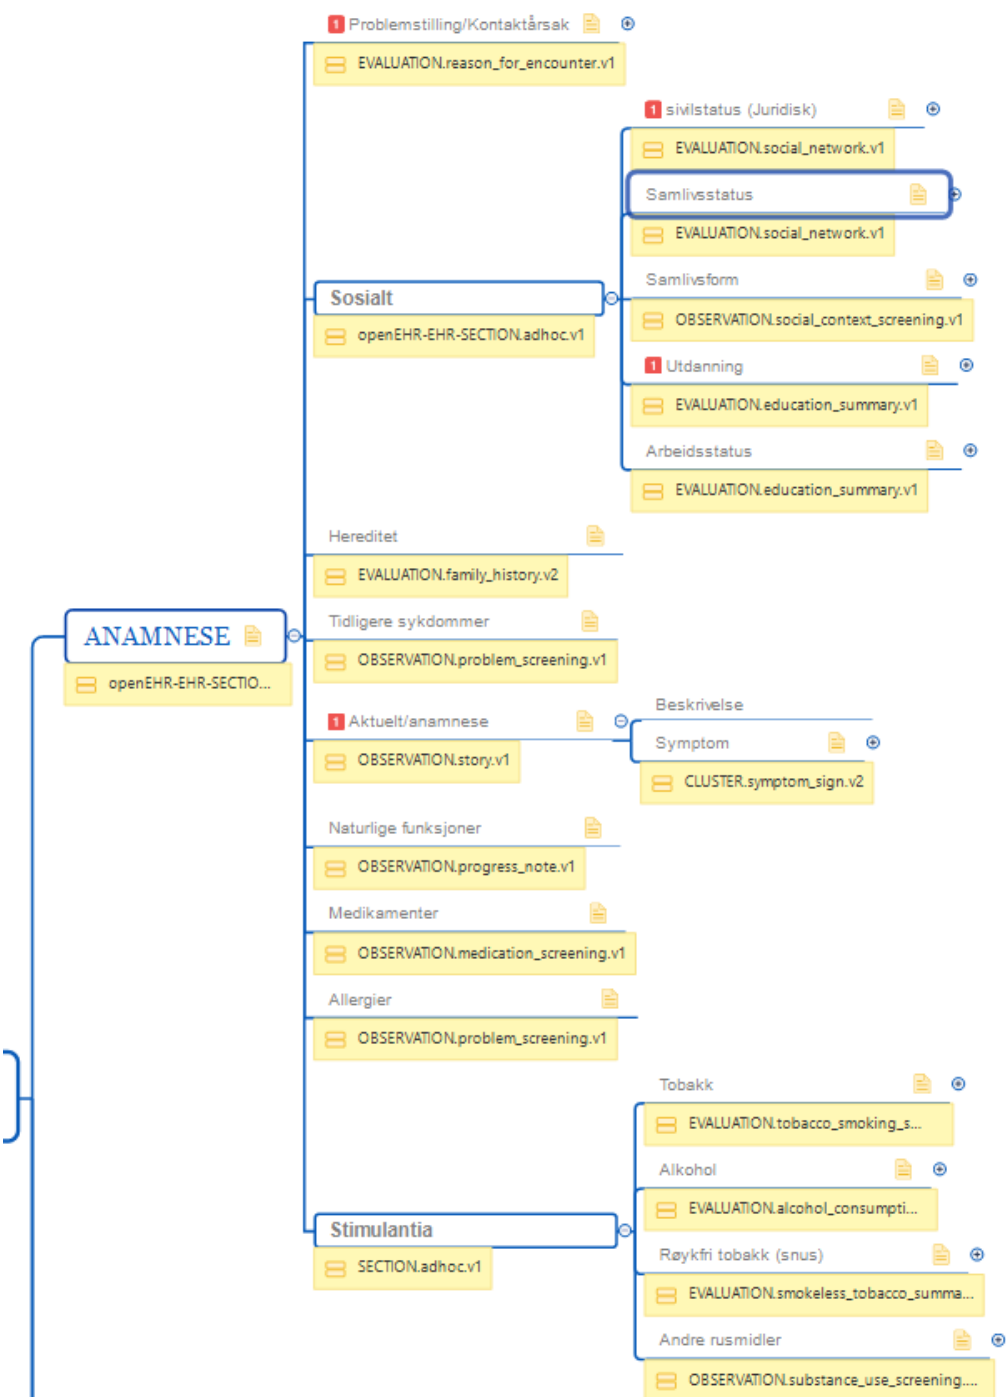 1 Problemstilling/Kontaktårsak
EVALUATION.reason_for_encounter.v1
1 sivilstatus (Juridisk)
EVALUATION.social_network.v1
Samlivsstatus
EVALUATION.social_network.v1
Samlivsform
OBSERVATION.social_context_screening.v1
Sosialt
openEHR-EHR-SECTION.adhoc.v1
1 Utdanning
EVALUATION.education_summary.v1
Arbeidsstatus
EVALUATION.education_summary.v1
Hereditet
EVALUATION.family_history.v2
ANAMNESE
openEHR-EHR-SECTIO...
Tidligere sykdommer
OBSERVATION.problem_screening.v1
1 Aktuelt/anamnese
OBSERVATION.story.v1
Beskrivelse
Symptom
CLUSTER.symptom_sign.v2
Naturlige funksjoner
OBSERVATION.progress_note.v1
Medikamenter
OBSERVATION.medication_screening.v1
Allergier
OBSERVATION.problem_screening.v1
Tobakk
EVALUATION.tobacco_smoking_s...
Alkohol
EVALUATION.alcohol_consumpti...
Stimulantia
SECTION.adhoc.v1
Røykfri tobakk (snus)
EVALUATION.smokeless_tobacco_summa...
Andre rusmidler
OBSERVATION.substance_use_screening....